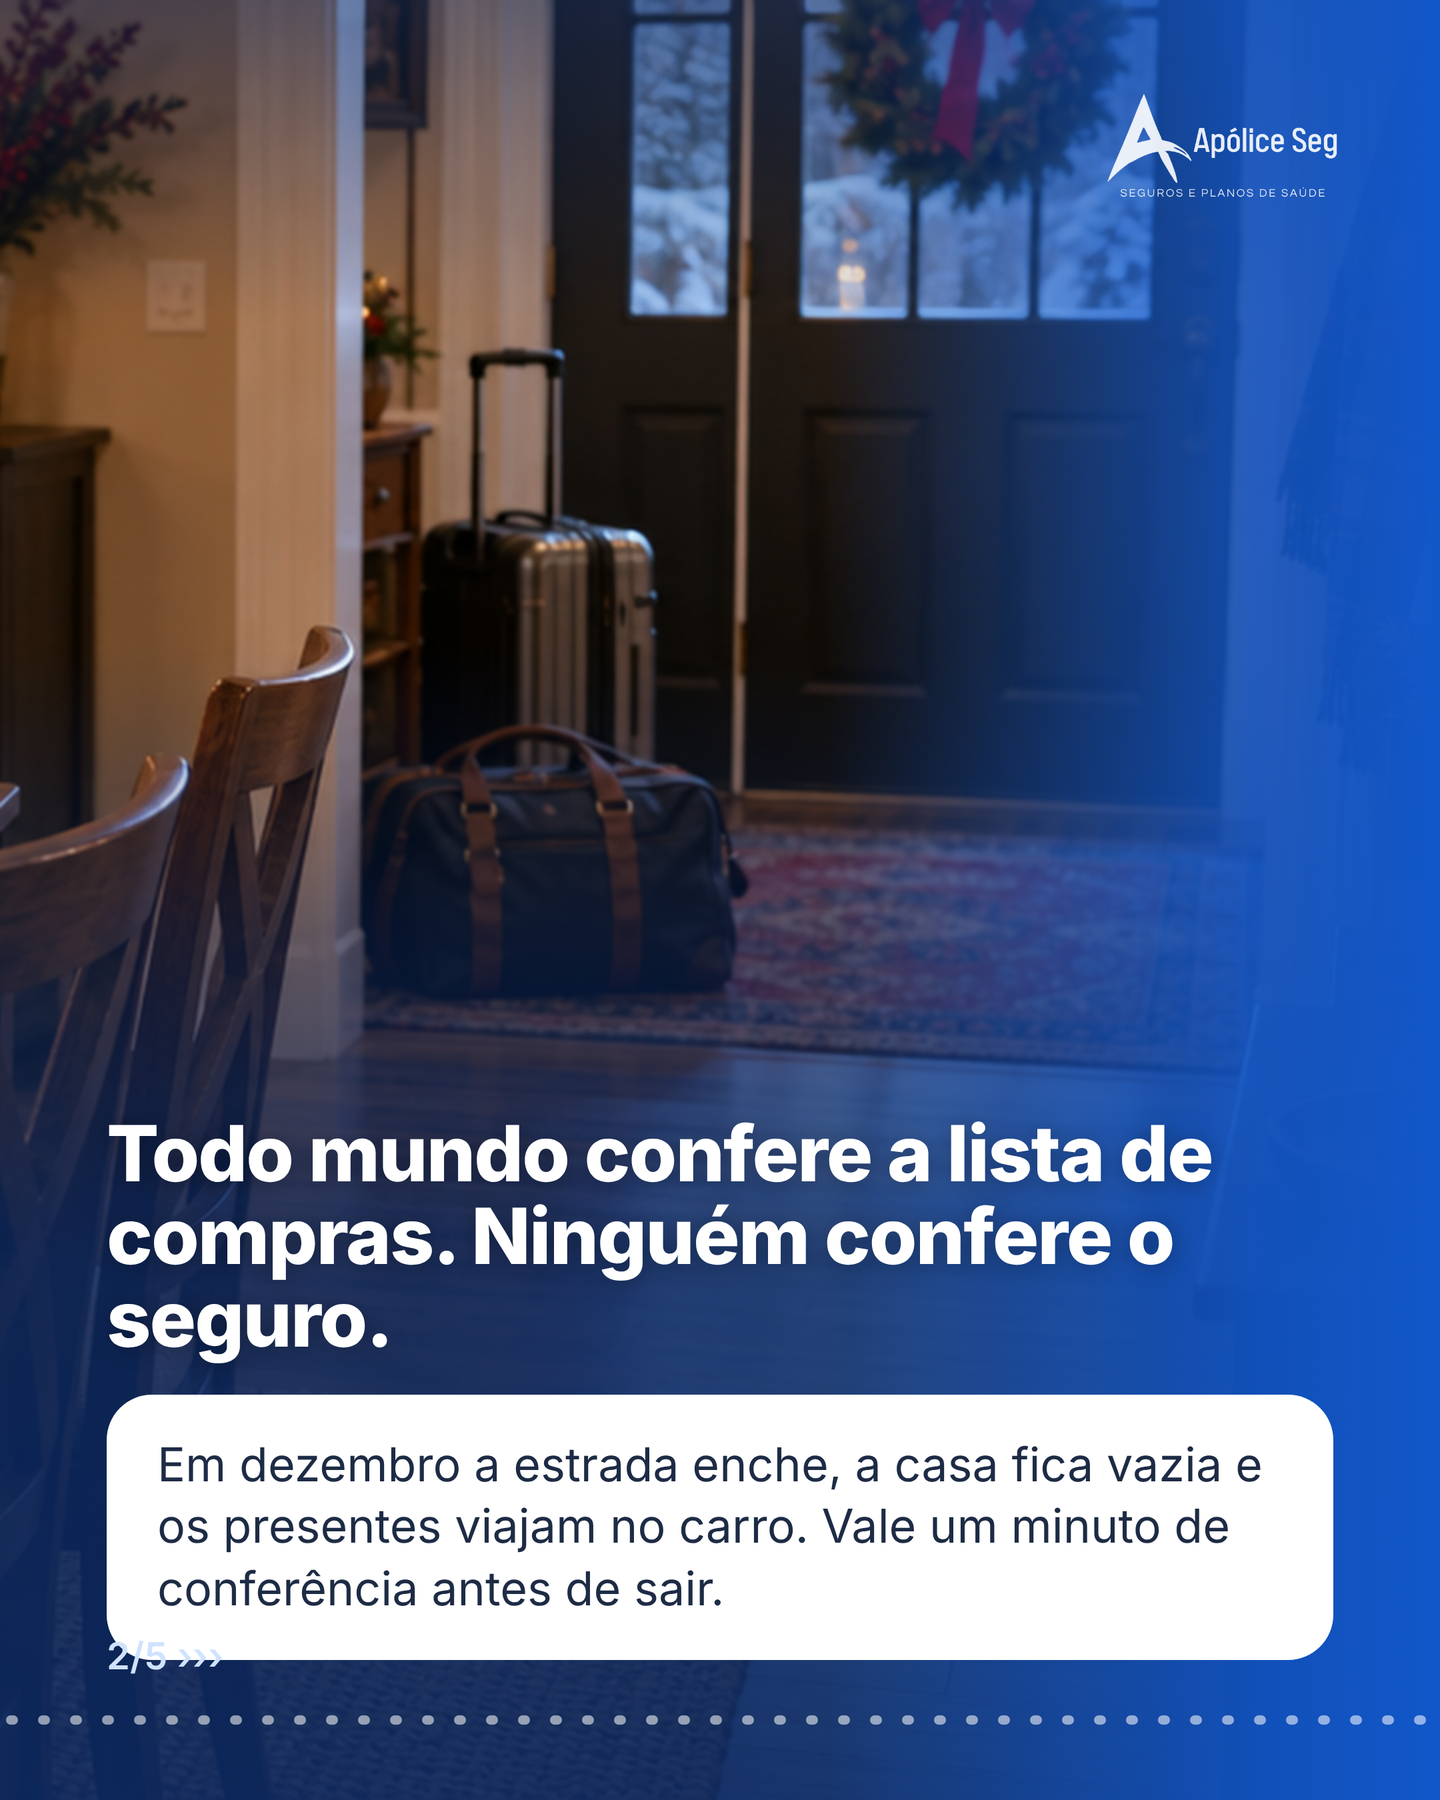 Apólice Seg
SEGUROS E PLANOS DE SAÚDE
Todo mundo confere a lista de
compras. Ninguém confere o
seguro.
Em dezembro a estrada enche, a casa fica vazia e
os presentes viajam no carro. Vale um minuto de
conferência antes de sair.
2/5 ›››